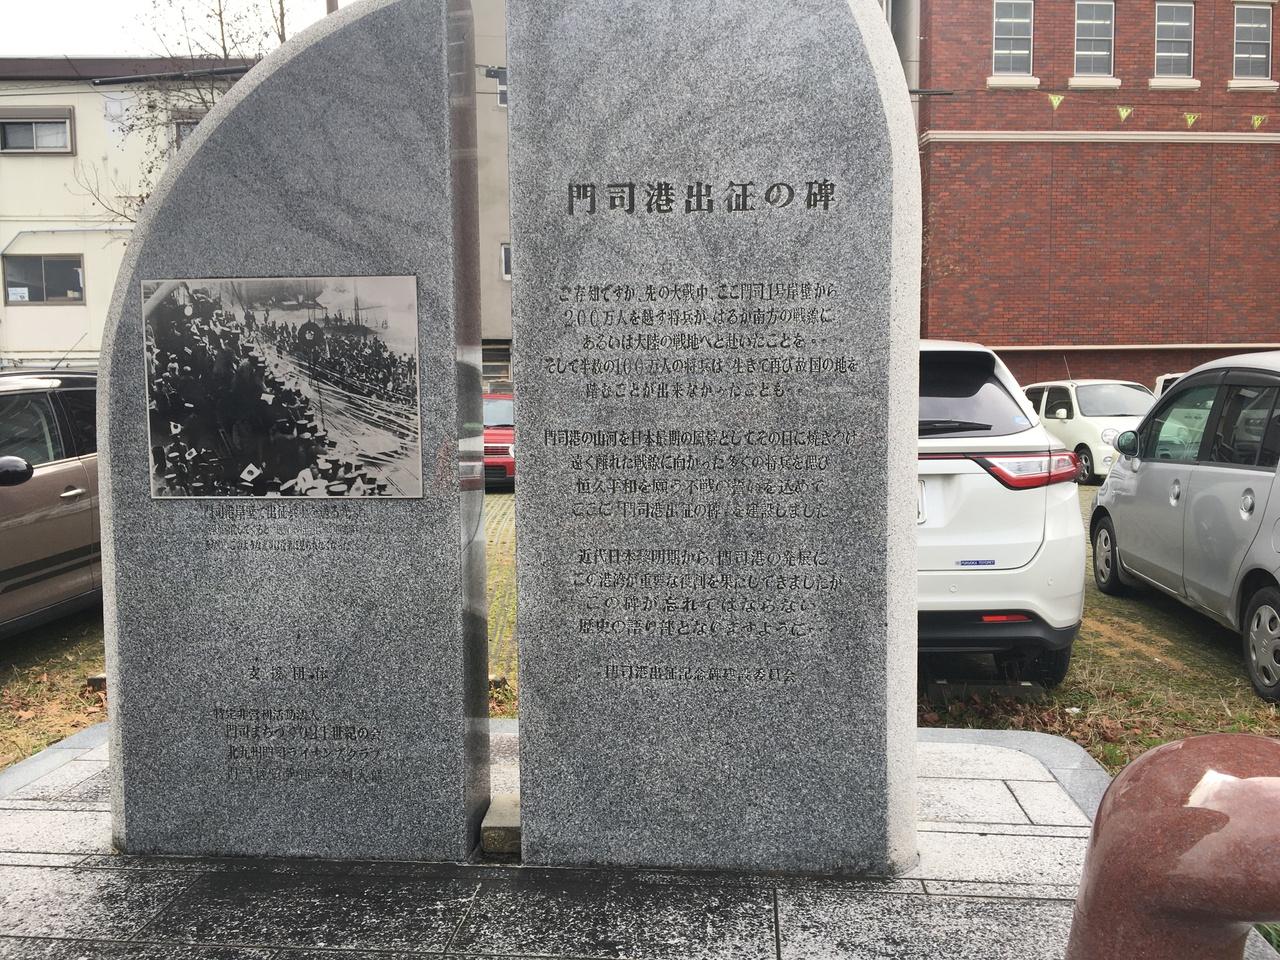 門司港出征の碑
ご存知ですか、先の大戦中、ここ門司1号岸壁から
200万人を越す将兵が、はるか南方の戦線に、
あるいは大陸の戦地へと赴いたことを・・・
そして半数の100万人の将兵は、生きて再び故国の地を
踏むことが出来なかったことも・・・
門司港の山河を日本最期の風景としてその目に焼きつけ
遠く離れた戦線に向かった多くの将兵を偲び
恒久平和を願う不戦の誓いを込めて
ここに「門司港出征の碑」を建設しました
近代日本黎明期から、門司港の発展に
この港湾が重要な役割を果たしてきましたが
この碑が忘れてはならない
歴史の語り部となりますように・・・
門司港出征記念碑建設委員会
支援団体
特定非営利活動法人
門司まちづくり21世紀の会
北九州門司ライオンズクラブ